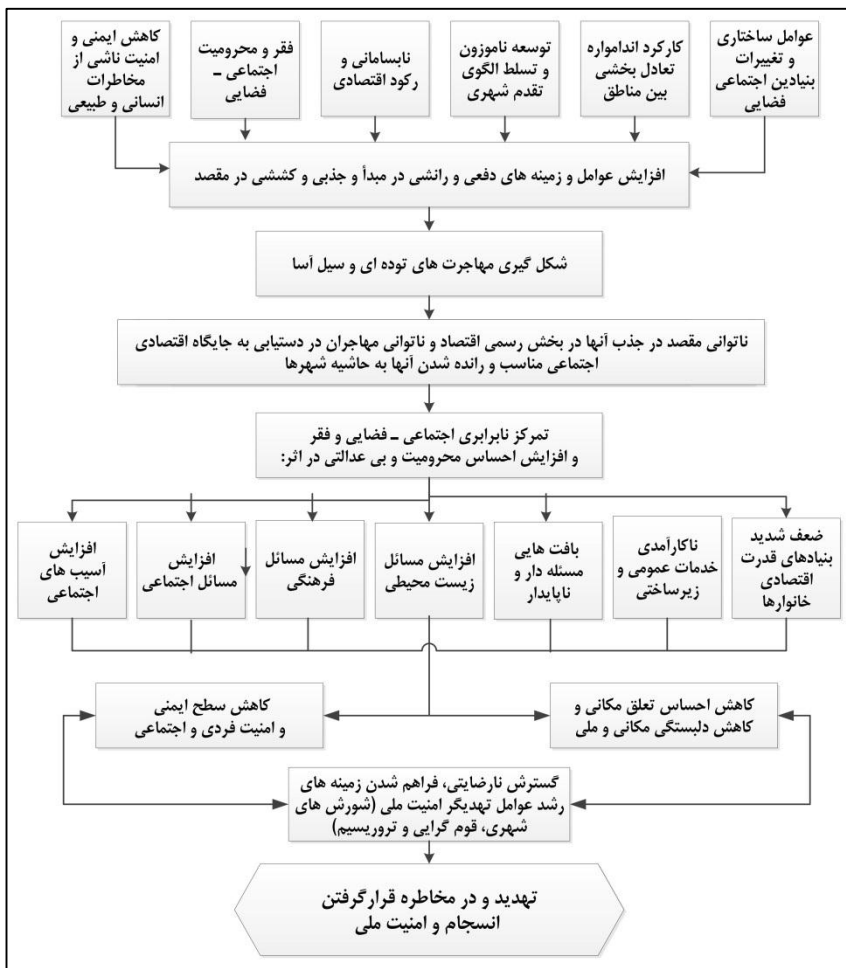 عوامل ساختاری
و تغییرات
بنیادین اجتماعی
فضایی
کارکرد اندامواره
تعادل بخشی
بین مناطق
توسعه ناموزون
و تسلط الگوی
تقدم شهری
نابسامانی و
رکود اقتصادی
فقر و محرومیت
اجتماعی ـ
فضایی
کاهش ایمنی و
امنیت ناشی از
مخاطرات
انسانی و طبیعی
افزایش عوامل و زمینه های دفعی و رانشی در مبدأ و جذبی و کششی در مقصد
شکل گیری مهاجرت های توده ای و سیل آسا
ناتوانی مقصد در جذب آنها در بخش رسمی اقتصاد و ناتوانی مهاجران در دستیابی به جایگاه اقتصادی
اجتماعی مناسب و رانده شدن آنها به حاشیه شهرها
تمرکز نابرابری اجتماعی ـ فضایی و فقر
و افزایش احساس محرومیت و بی عدالتی در اثر:
ضعف شدید
بنیادهای قدرت
اقتصادی
خانوارها
ناکارآمدی
خدمات عمومی و
زیرساختی
بافت هایی
مسئله دار و
ناپایدار
افزایش مسائل
زیست محیطی
افزایش مسائل
فرهنگی
افزایش
مسائل اجتماعی
افزایش
آسیب های
اجتماعی
کاهش احساس تعلق مکانی و
کاهش دلبستگی مکانی و ملی
کاهش سطح ایمنی
و امنیت فردی و اجتماعی
گسترش نارضایتی، فراهم شدن زمینه های
رشد عوامل تهدیگر امنیت ملی (شورش های
شهری، قوم گرایی و تروریسیم)
تهدید و در مخاطره قرارگرفتن
انسجام و امنیت ملی